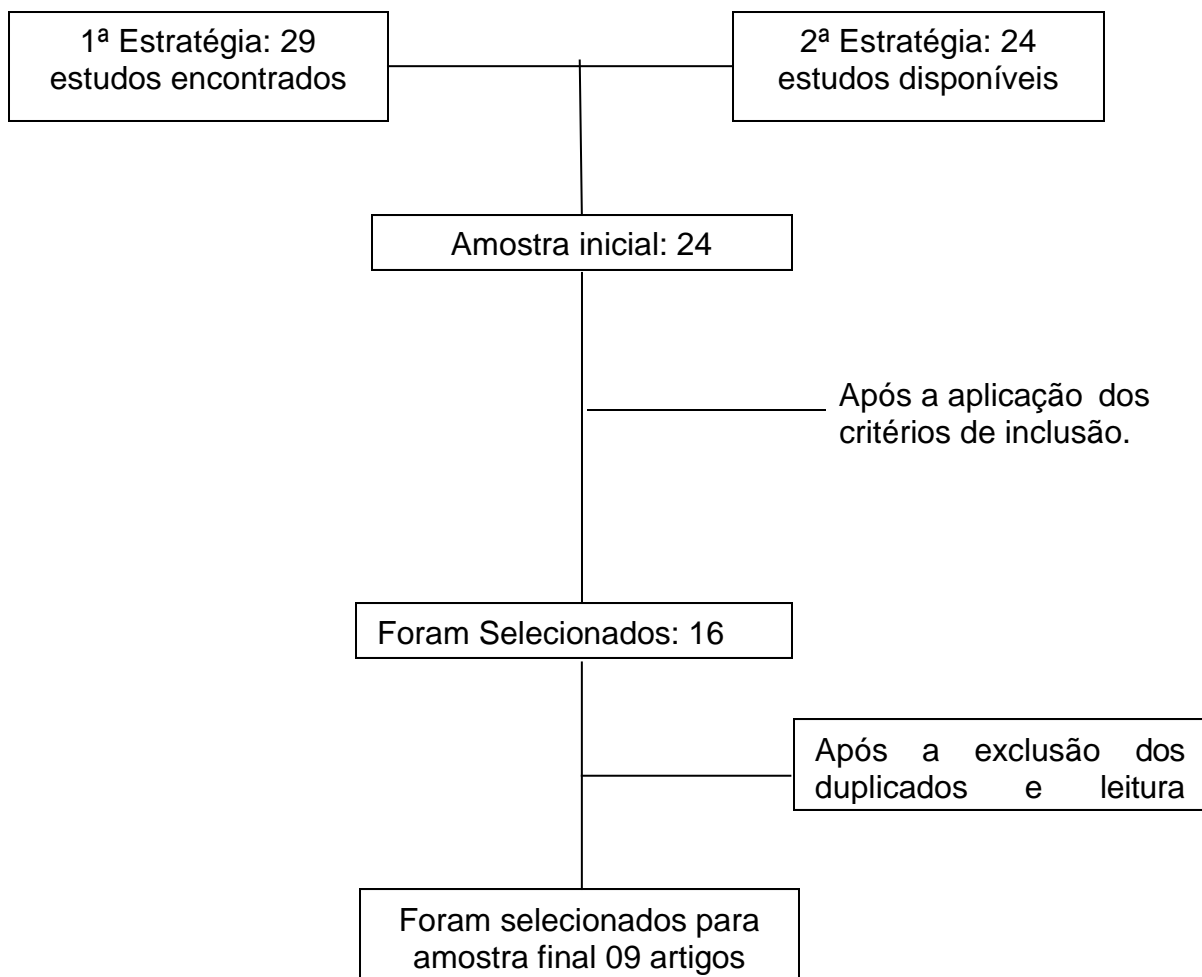 1ª Estratégia: 29
estudos encontrados
2ª Estratégia: 24
estudos disponíveis
Amostra inicial: 24
Após a aplicação dos
critérios de inclusão.
Foram Selecionados: 16
Após a exclusão dos
duplicados e leitura
Foram selecionados para
amostra final 09 artigos